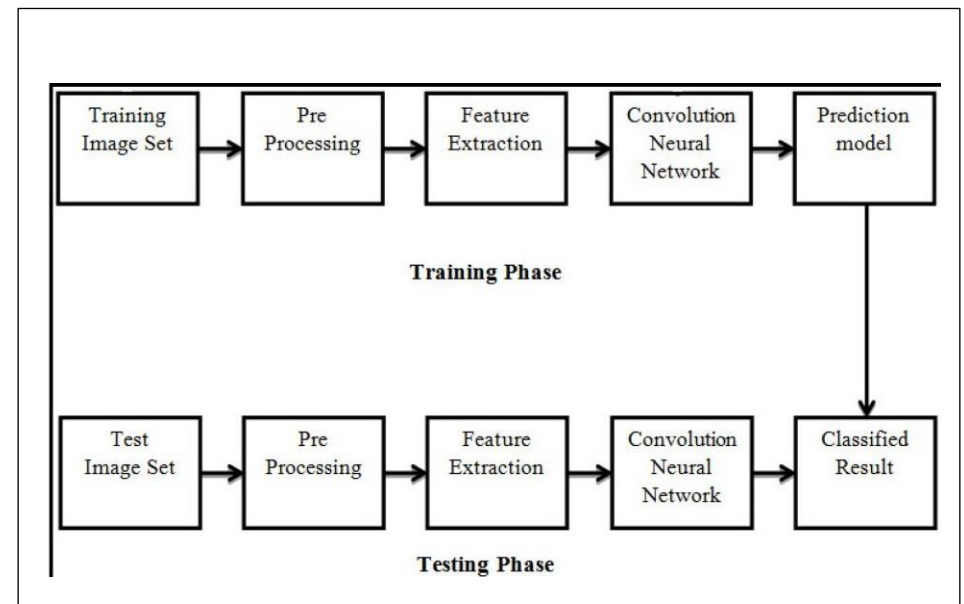 Training
Image Set
Pre
Processing
Feature
Extraction
Convolution
Neural
Network
Prediction
model
Training Phase
Test
Image Set
Pre
Processing
Feature
Extraction
Convolution
Neural
Network
Classified
Result
Testing Phase